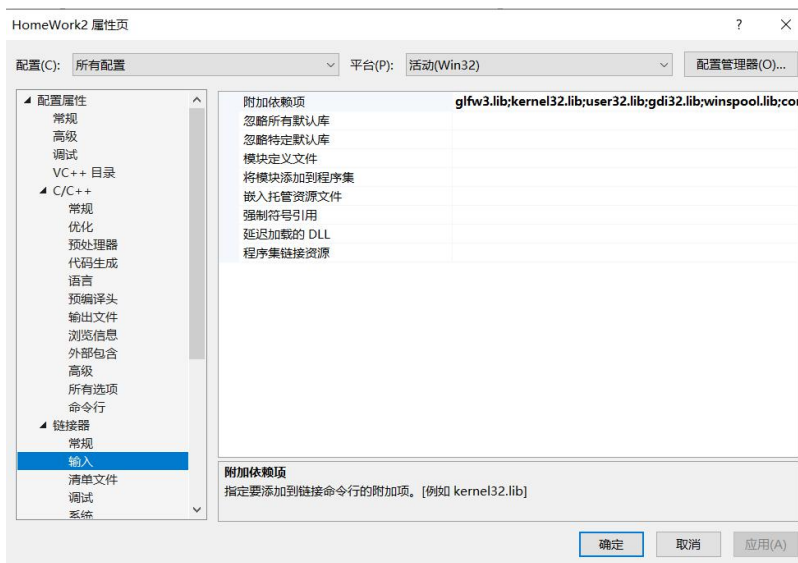 HomeWork2 属性页
配置(C): 所有配置 平台(P): 活动(Win32) 配置管理器(O)...
配置属性
常规
高级
调试
VC++ 目录
C/C++
常规
优化
预处理器
代码生成
语言
预编译头
输出文件
浏览信息
外部包含
高级
所有选项
命令行
链接器
常规
输入
清单文件
调试
系统
附加依赖项 glfw3.lib;kernel32.lib;user32.lib;gdi32.lib;winspool.lib;co
忽略所有默认库
忽略特定默认库
模块定义文件
将模块添加到程序集
嵌入托管资源文件
强制符号引用
延迟加载的 DLL
程序集链接资源
附加依赖项
指定要添加到链接命令行的附加项。[例如 kernel32.lib]
确定 取消 应用(A)